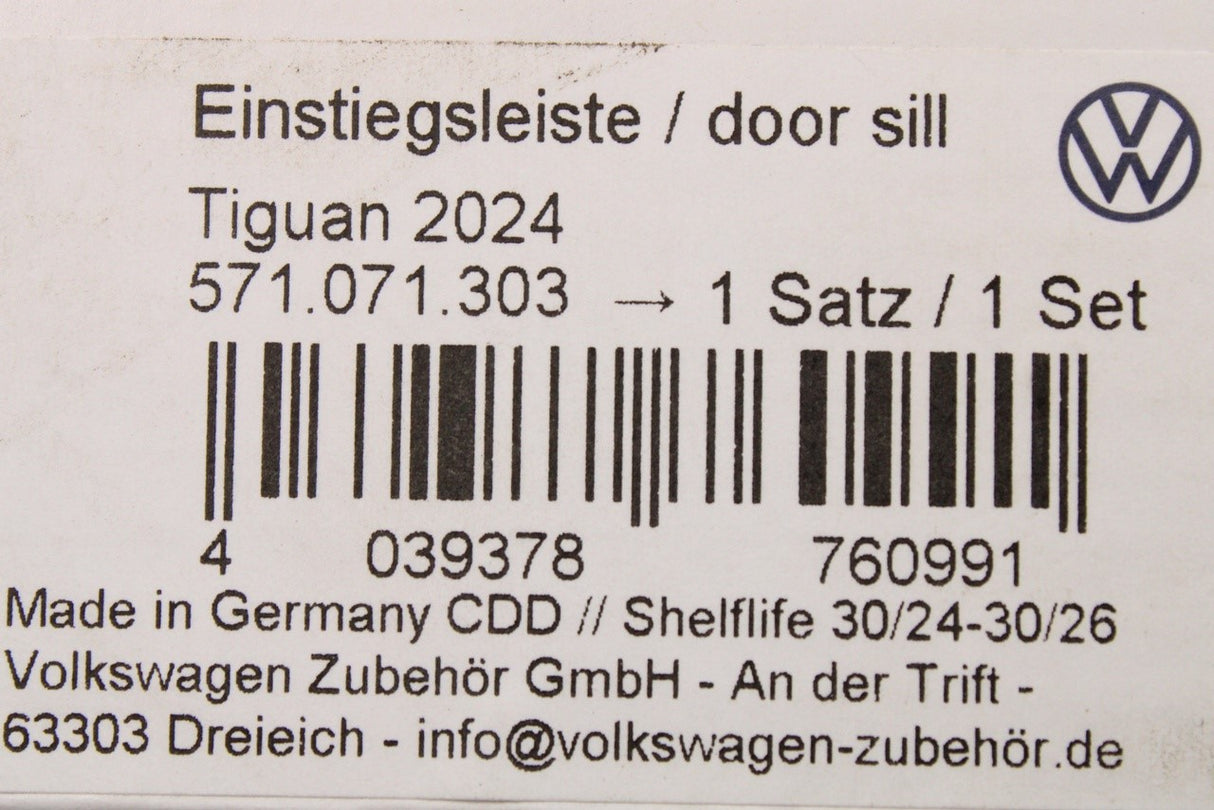 Einstiegsleiste / door sill
VW
Tiguan 2024
571.071.303 → 1 Satz / 1 Set
4 039378 760991
Made in Germany CDD // Shelflife 30/24-30/26
Volkswagen Zubehör GmbH - An der Trift -
63303 Dreieich - info@volkswagen-zubehör.de